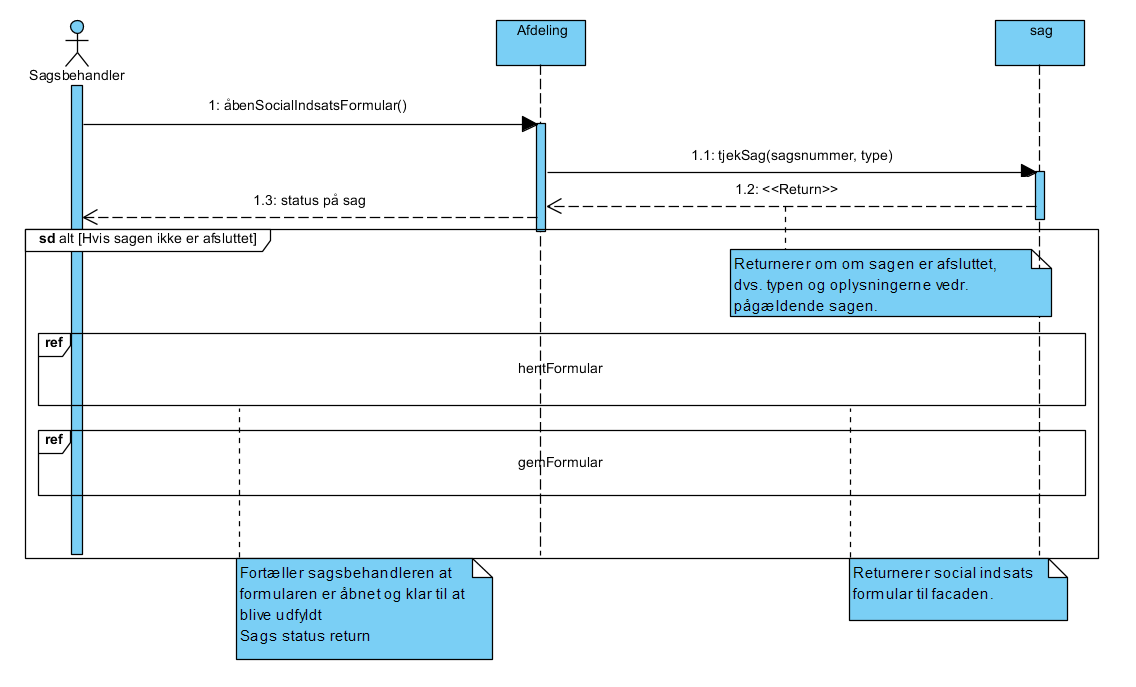 Afdeling
sag
Sagsbehandler
1: åbenSocialIndsatsFormular()
1.1: tjekSag(sagsnummer, type)
1.2: <<Return>>
1.3: status på sag
sd alt [Hvis sagen ikke er afsluttet]
Returnerer om om sagen er afsluttet,
dvs. typen og oplysningerne vedr.
pågældende sagen.
ref
hentFormular
ref
gemFormular
Fortæller sagsbehandleren at
formularen er åbnet og klar til at
blive udfyldt
Sags status return
Returnerer social indsats
formular til facaden.